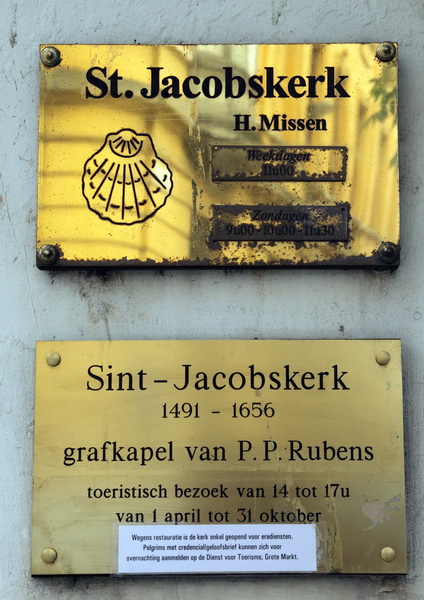 St. Jacobskerk
H. Missen
Weekdagen
11u00
Zondagen
9u00-10u00-11u30
Sint-Jacobskerk
1491 - 1656
grafkapel van P. P. Rubens
toeristisch bezoek van 14 tot 17u
van 1 april tot 31 oktober
Wegens restauratie is de kerk enkel geopend voor erediensten.
Pelgrims met credencial/geloofsbrief kunnen zich voor
overnachting aanmelden op de Dienst voor Toerisme, Grote Markt.